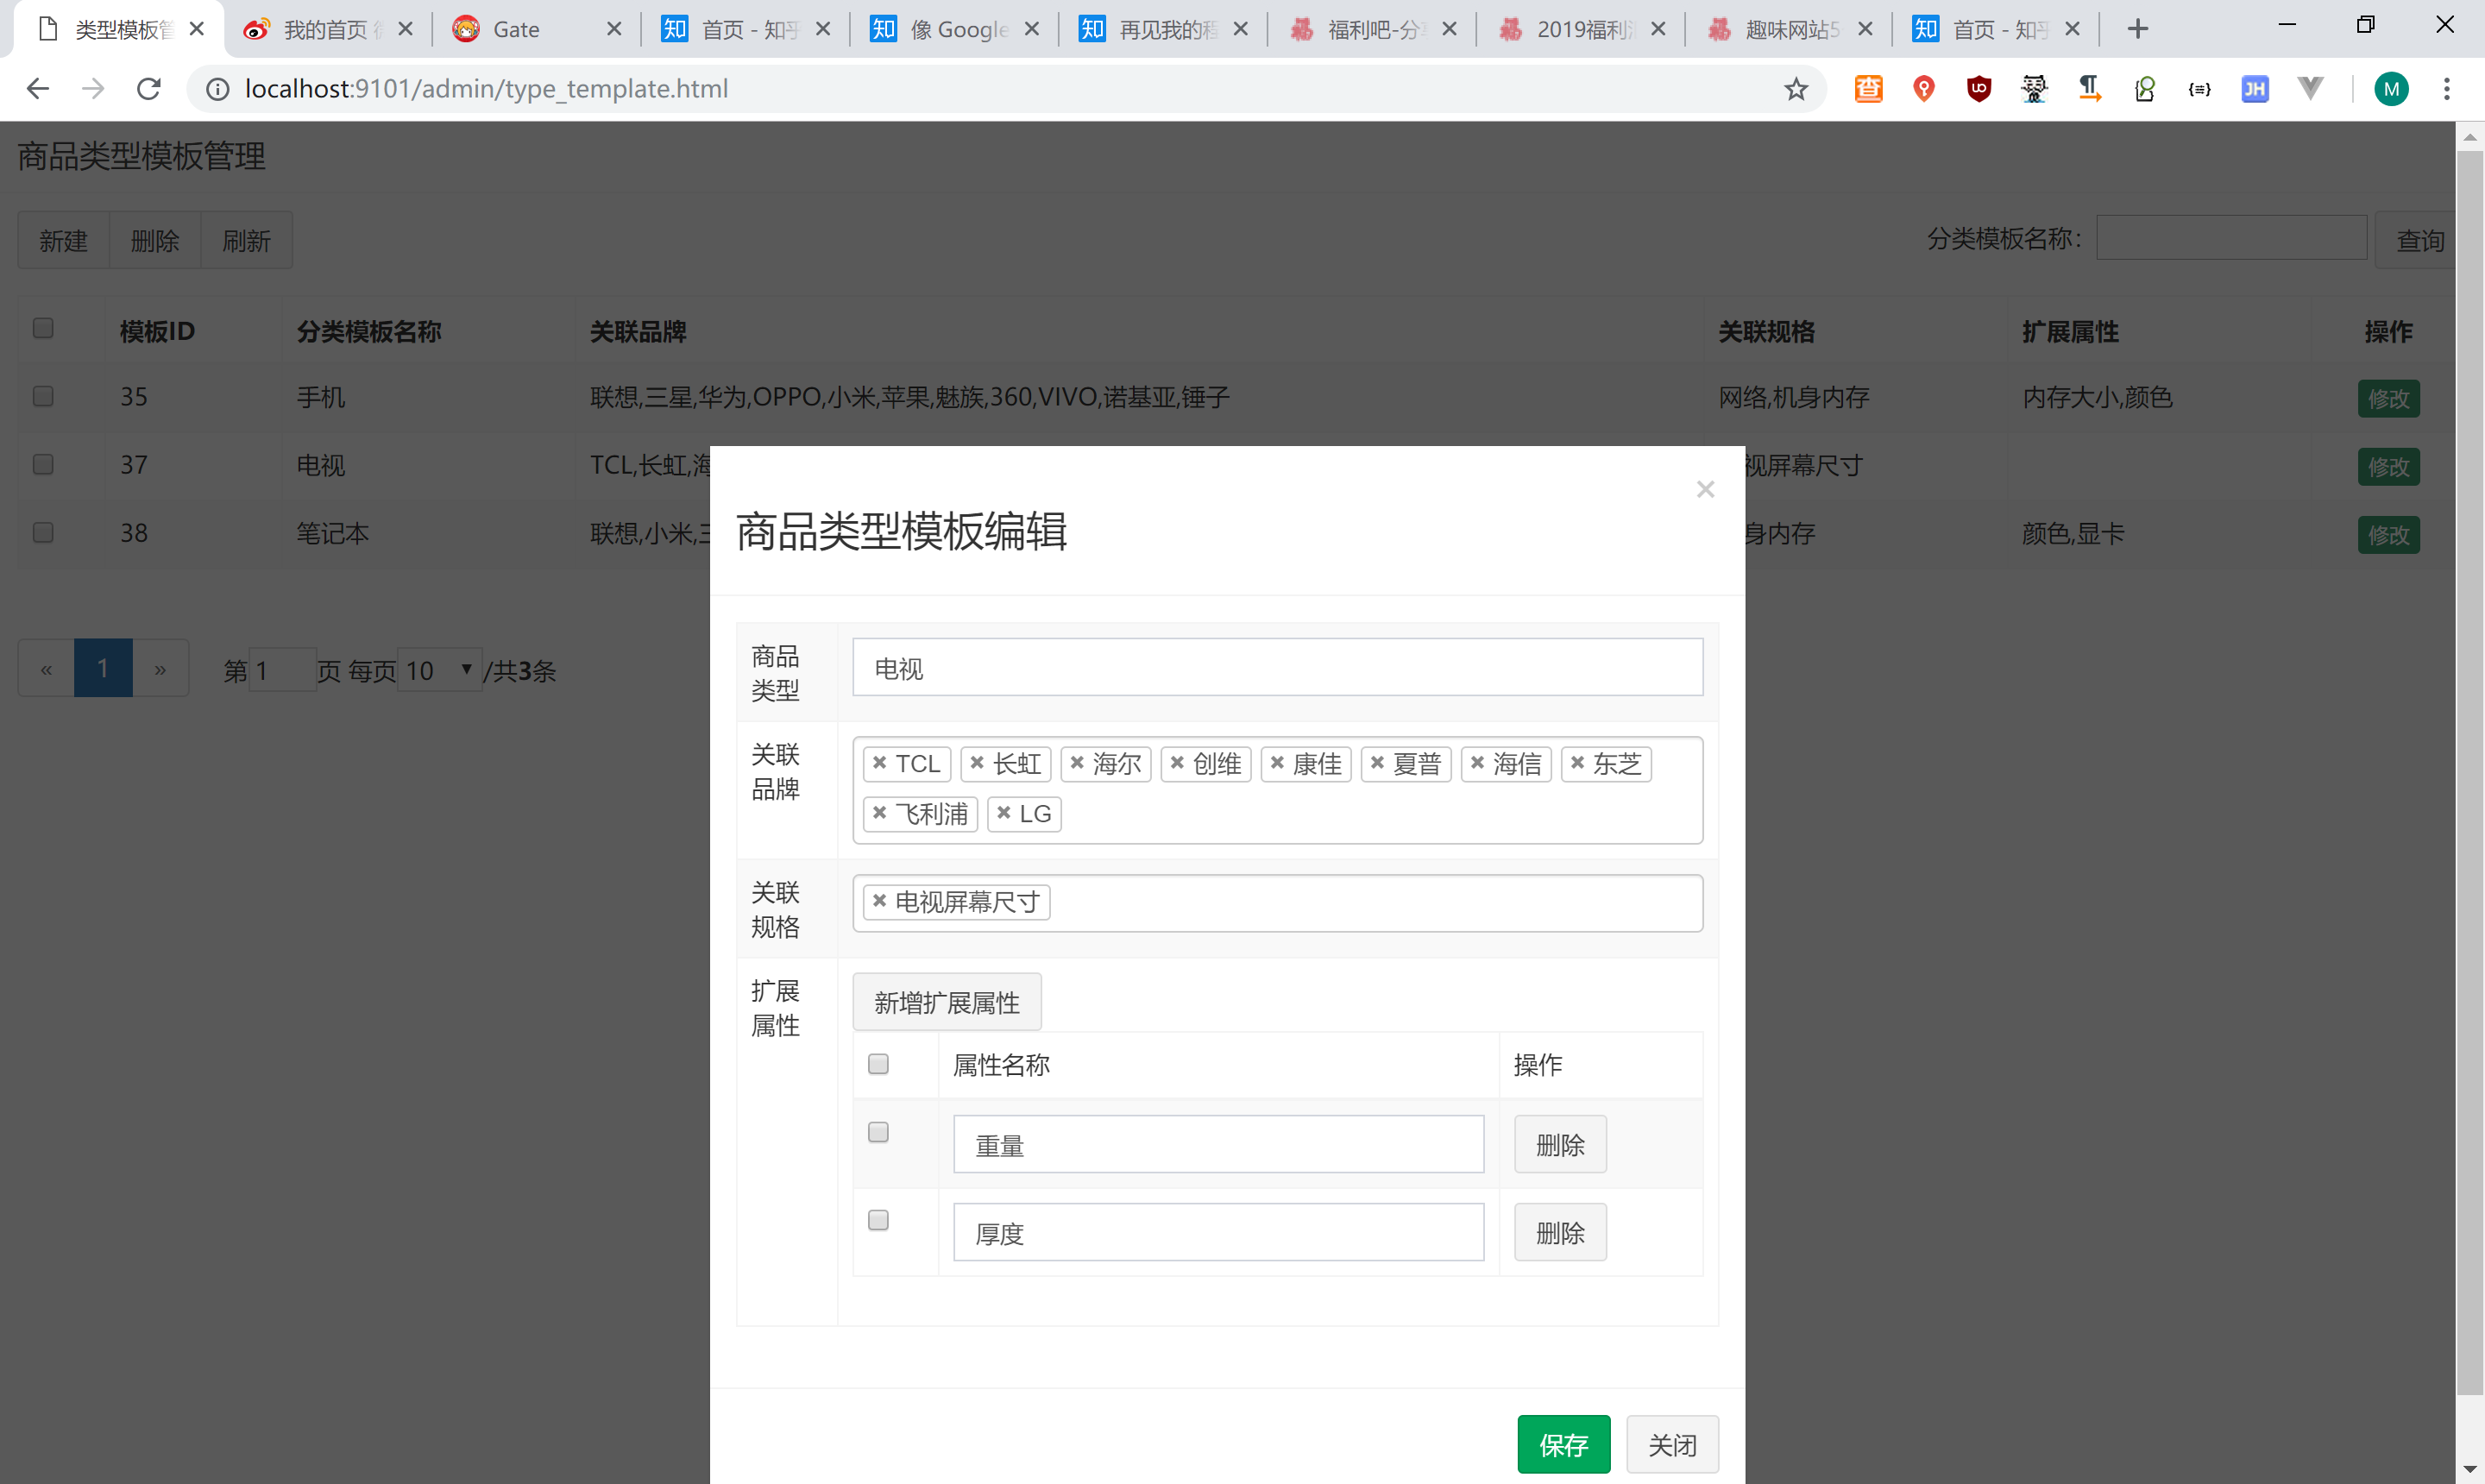 类型模板管
我的首页 微
Gate
首页 - 知乎
像 Google
再见我的程
福利吧-分享
2019福利
趣味网站5
首页 - 知乎
localhost:9101/admin/type_template.html
M
商品类型模板管理
新建 删除 刷新
分类模板名称： 查询
模板ID 分类模板名称 关联品牌 关联规格 扩展属性 操作
35 手机 联想,三星,华为,OPPO,小米,苹果,魅族,360,VIVO,诺基亚,锤子 网络,机身内存 内存大小,颜色 修改
37 电视 TCL,长虹,海 视屏幕尺寸 修改
38 笔记本 联想,小米,三 身内存 颜色,显卡 修改
« 1 » 第 1 页 每页 10 /共3条
×
商品类型模板编辑
商品
类型
电视
关联
品牌
× TCL × 长虹 × 海尔 × 创维 × 康佳 × 夏普 × 海信 × 东芝
× 飞利浦 × LG
关联
规格
× 电视屏幕尺寸
扩展
属性
新增扩展属性
属性名称 操作
重量 删除
厚度 删除
保存 关闭